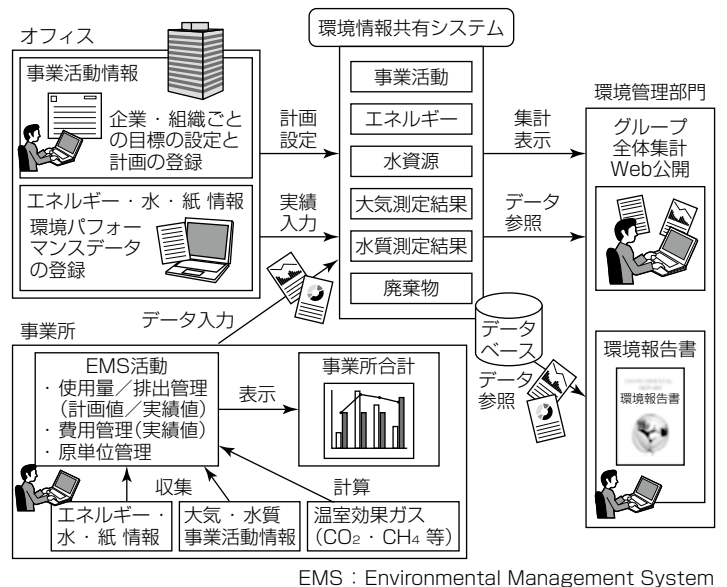 オフィス
事業活動情報
企業・組織ごと
の目標の設定と
計画の登録
エネルギー・水・紙 情報
環境パフォー
マンスデータ
の登録
計画
設定
実績
入力
データ入力
環境情報共有システム
事業活動
エネルギー
水資源
大気測定結果
水質測定結果
廃棄物
集計
表示
データ
参照
データ
ベース
データ
参照
環境管理部門
グループ
全体集計
Web公開
環境報告書
環境報告書
事業所
EMS活動
・使用量／排出管理
（計画値／実績値）
・費用管理（実績値）
・原単位管理
表示
事業所合計
収集
計算
エネルギー・
水・紙 情報
大気・水質
事業活動情報
温室効果ガス
（CO₂・CH₄ 等）
EMS：Environmental Management System